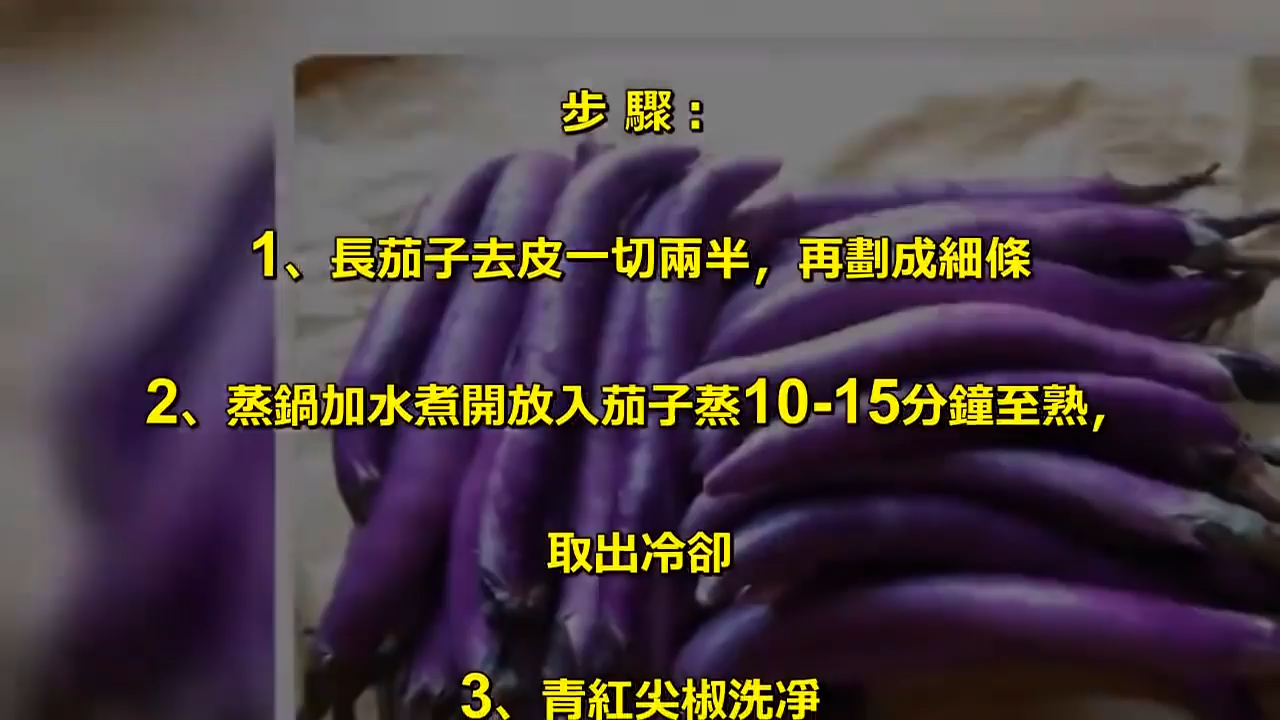 步 驟：
1、長茄子去皮一切兩半，再劃成細條
2、蒸鍋加水煮開放入茄子蒸10-15分鐘至熟，
取出冷卻
3、青紅尖椒洗凈